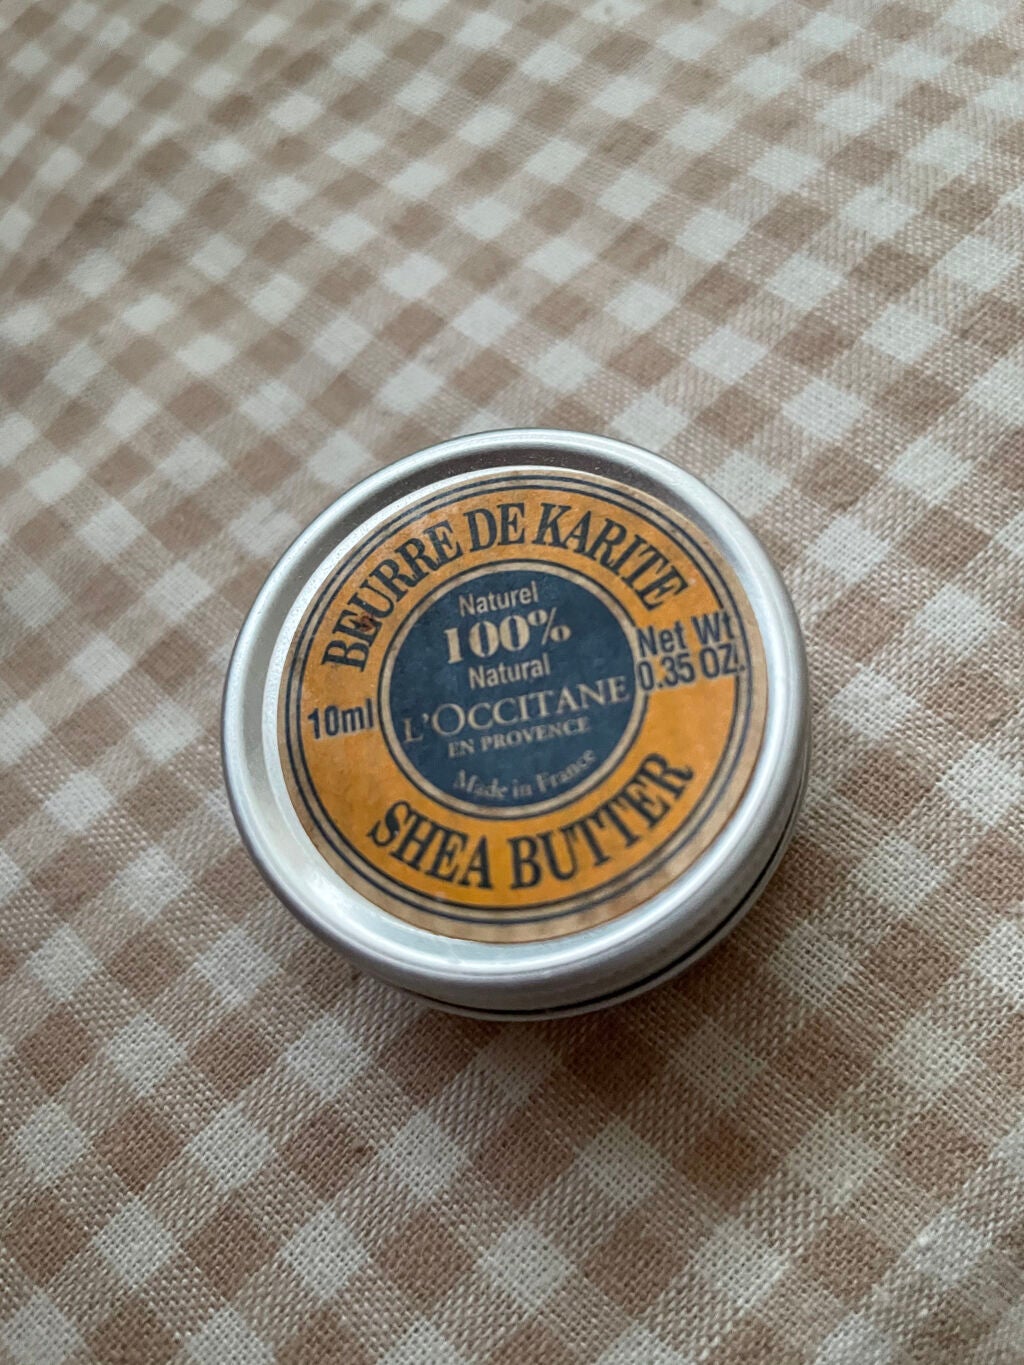 BEURRE DE KARITE
Naturel
100%
Natural
L'OCCITANE
EN PROVENCE
Made in France
10ml
Net Wt
0.35 OZ.
SHEA BUTTER